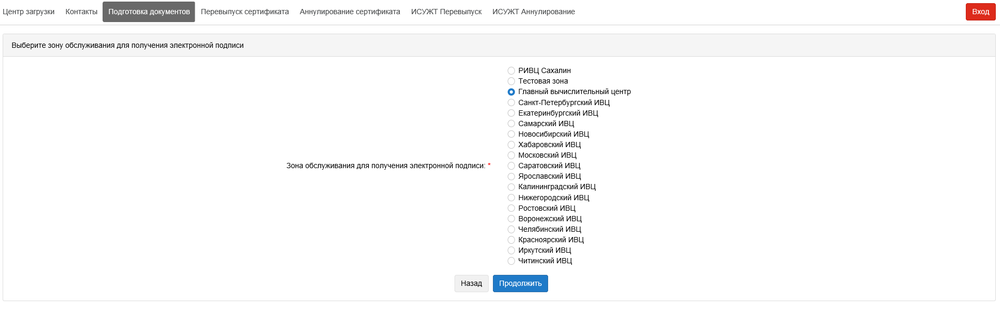 Центр загрузки Контакты Подготовка документов Перевыпуск сертификата Аннулирование сертификата ИСУЖТ Перевыпуск ИСУЖТ Аннулирование Вход
Выберите зону обслуживания для получения электронной подписи
РИВЦ Сахалин
Тестовая зона
Главный вычислительный центр
Санкт-Петербургский ИВЦ
Екатеринбургский ИВЦ
Самарский ИВЦ
Новосибирский ИВЦ
Хабаровский ИВЦ
Московский ИВЦ
Зона обслуживания для получения электронной подписи: * Саратовский ИВЦ
Ярославский ИВЦ
Калининградский ИВЦ
Нижегородский ИВЦ
Ростовский ИВЦ
Воронежский ИВЦ
Челябинский ИВЦ
Красноярский ИВЦ
Иркутский ИВЦ
Читинский ИВЦ
Назад Продолжить